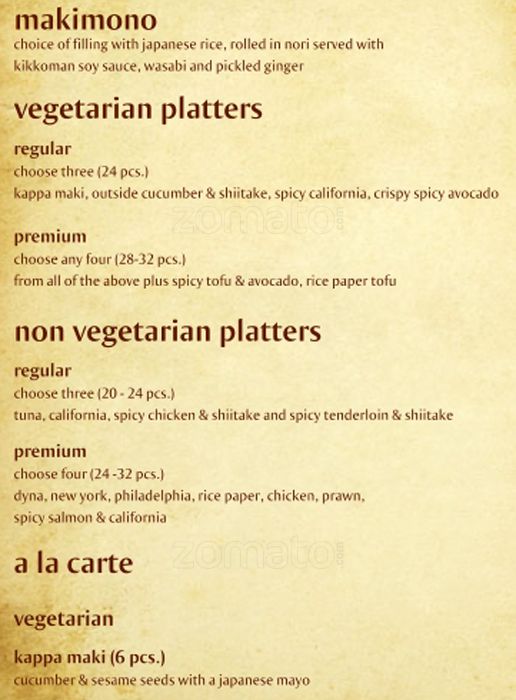 makimono
choice of filling with japanese rice, rolled in nori served with
kikkoman soy sauce, wasabi and pickled ginger
vegetarian platters
regular
choose three (24 pcs.)
kappa maki, outside cucumber & shiitake, spicy california, crispy spicy avocado
zomato
premium
choose any four (28-32 pcs.)
from all of the above plus spicy tofu & avocado, rice paper tofu
non vegetarian platters
regular
choose three (20 - 24 pcs.)
tuna, california, spicy chicken & shiitake and spicy tenderloin & shiitake
premium
choose four (24 -32 pcs.)
dyna, new york, philadelphia, rice paper, chicken, prawn,
spicy salmon & california
zomato
a la carte
vegetarian
kappa maki (6 pcs.)
cucumber & sesame seeds with a japanese mayo